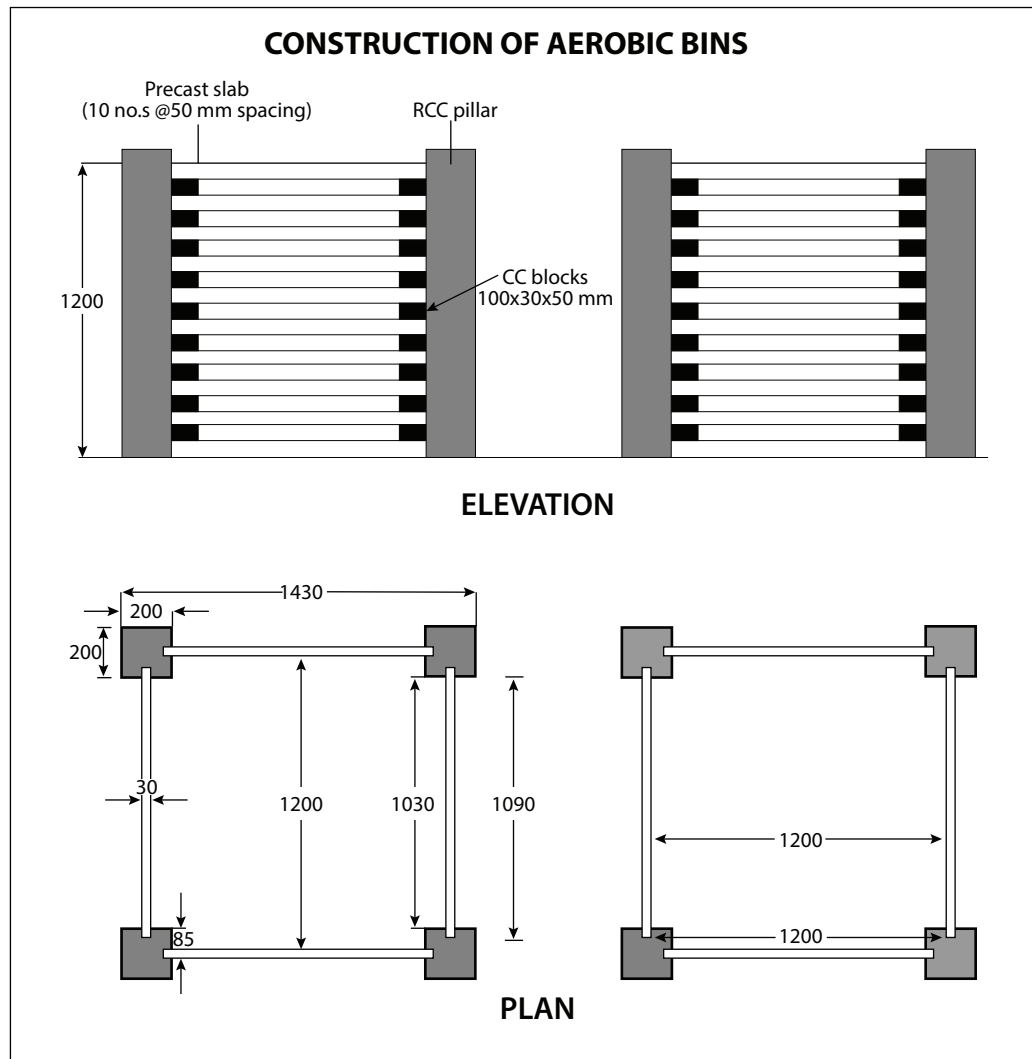 CONSTRUCTION OF AEROBIC BINS
Precast slab
(10 no.s @50 mm spacing)
RCC pillar
1200
CC blocks
100x30x50 mm
ELEVATION
1430
200
200
30
1200
1030
1090
85
1200
1200
PLAN